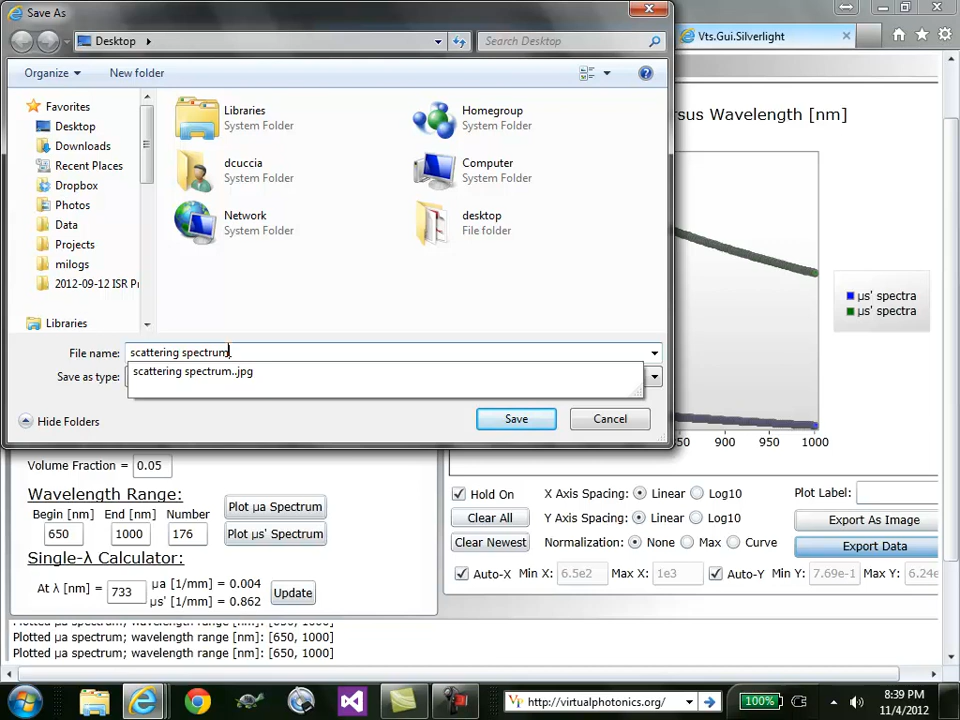 Save As
Desktop
Search Desktop
Vts.Gui.Silverlight
Organize
New folder
Favorites
Desktop
Downloads
Recent Places
Dropbox
Photos
Data
Projects
milogs
2012-09-12 ISR Pr
Libraries
Libraries
System Folder
Homegroup
System Folder
dcuccia
System Folder
Computer
System Folder
Network
System Folder
desktop
File folder
File name: scattering spectrum.
scattering spectrum..jpg
Save as type:
Hide Folders
Save
Cancel
rsus Wavelength [nm]
μs' spectra
μs' spectra
50 900 950 1000
Volume Fraction = 0.05
Wavelength Range:
Begin [nm] End [nm] Number
650 1000 176
Plot μa Spectrum
Plot μs' Spectrum
Single-λ Calculator:
At λ [nm] = 733
μa [1/mm] = 0.004
μs' [1/mm] = 0.862
Update
Hold On
Clear All
Clear Newest
X Axis Spacing: Linear Log10
Y Axis Spacing: Linear Log10
Normalization: None Max Curve
Plot Label:
Export As Image
Export Data
Auto-X Min X: 6.5e2 Max X: 1e3 Auto-Y Min Y: 7.69e-1 Max Y: 6.24e
Plotted μa spectrum; wavelength range [nm]: [650, 1000]
Plotted μa spectrum; wavelength range [nm]: [650, 1000]
Plotted μa spectrum; wavelength range [nm]: [650, 1000]
http://virtualphotonics.org/
100%
8:39 PM
11/4/2012